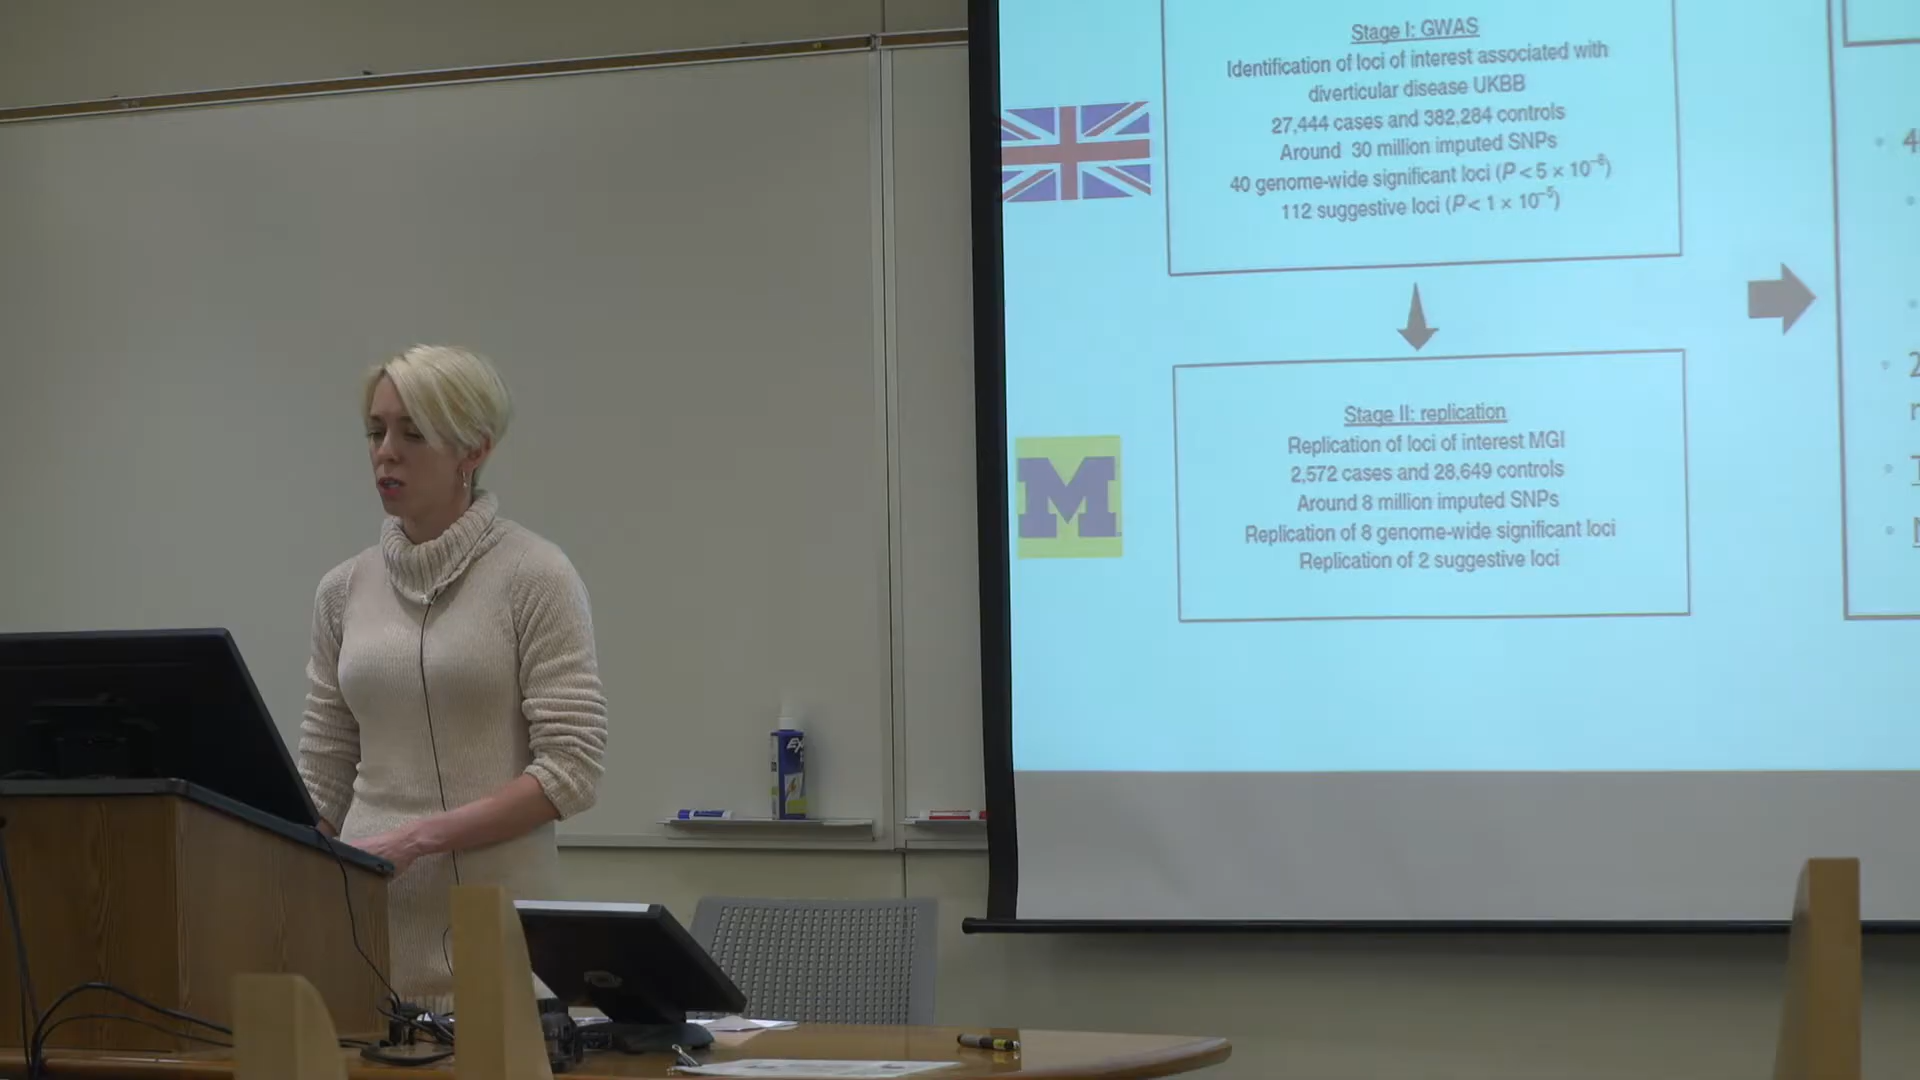 Stage I: GWAS
Identification of loci of interest associated with
diverticular disease UKBB
27,444 cases and 382,284 controls
Around 30 million imputed SNPs
40 genome-wide significant loci (P < 5 × 10⁻⁸)
112 suggestive loci (P < 1 × 10⁻⁵)
M
Stage II: replication
Replication of loci of interest MGI
2,572 cases and 28,649 controls
Around 8 million imputed SNPs
Replication of 8 genome-wide significant loci
Replication of 2 suggestive loci